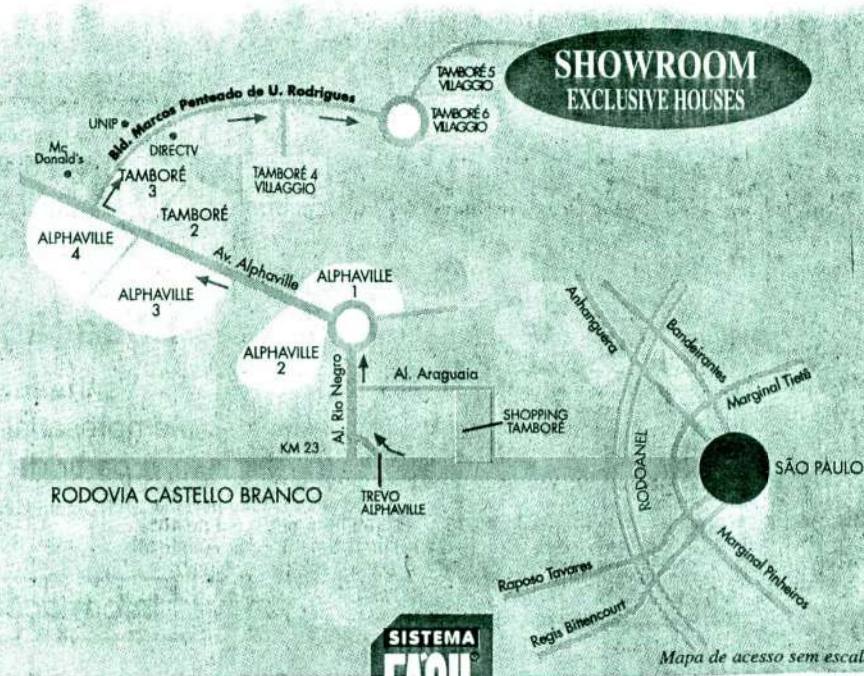 SHOWROOM
EXCLUSIVE HOUSES
TAMBORÉ 5
VILLAGGIO
TAMBORÉ 6
VILLAGGIO
Bld. Marcos Penteado de U. Rodrigues
UNIP
DIRECTV
Mc
Donald's
TAMBORÉ
3
TAMBORÉ 4
VILLAGGIO
TAMBORÉ
2
ALPHAVILLE
4
Av. Alphaville
ALPHAVILLE
3
ALPHAVILLE
1
ALPHAVILLE
2
Al. Rio Negro
Al. Araguaia
SHOPPING
TAMBORÉ
Anhanguera
Bandeirantes
Marginal Tietê
KM 23
RODOANEL
SÃO PAULO
RODOVIA CASTELLO BRANCO
TREVO
ALPHAVILLE
Raposo Tavares
Regis Bittencourt
Marginal Pinheiros
SISTEMA
FÁCIL
Mapa de acesso sem